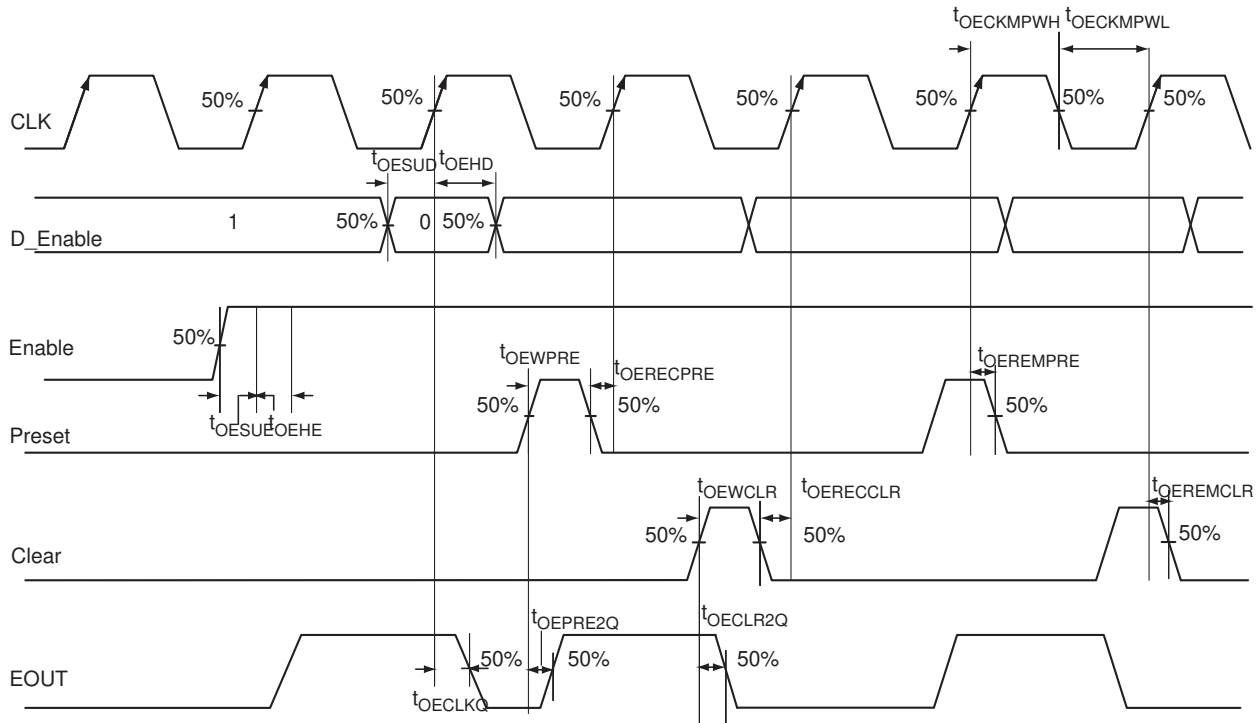 tOECKMPWH tOECKMPWL
CLK 50% 50% 50% 50% 50% 50% 50%
tOESUD tOEHD
D_Enable 1 50% 0 50%
Enable 50%
tOESUE tOEHE
tOEWPRE tOERECPRE tOEREMPRE
Preset 50% 50% 50%
tOEWCLR tOERECCLR tOEREMCLR
Clear 50% 50% 50%
tOEPRE2Q tOECLR2Q
EOUT 50% 50% 50%
tOECLKQ